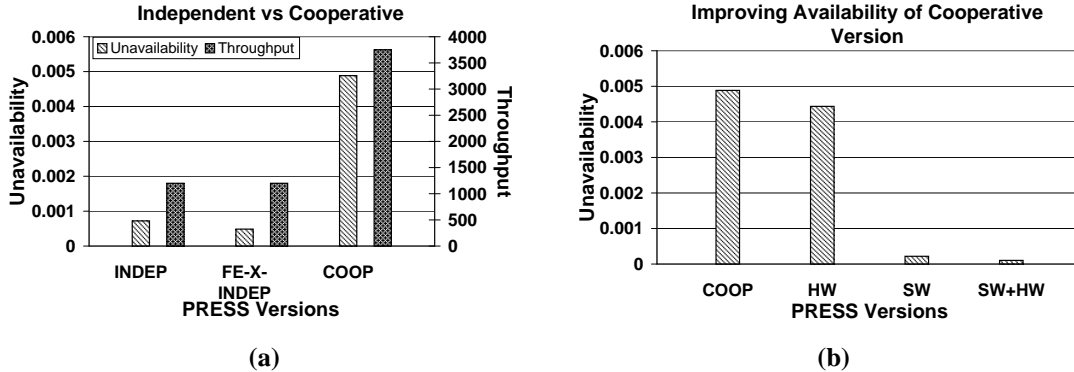 Independent vs Cooperative
0.006
0.005
0.004
0.003
0.002
0.001
0
Unavailability
Unavailability
Throughput
4000
3500
3000
2500
2000
1500
1000
500
0
Throughput
INDEP
FE-X-
INDEP
COOP
PRESS Versions
(a)
Improving Availability of Cooperative
Version
0.006
0.005
0.004
0.003
0.002
0.001
0
Unavailability
COOP
HW
SW
SW+HW
PRESS Versions
(b)